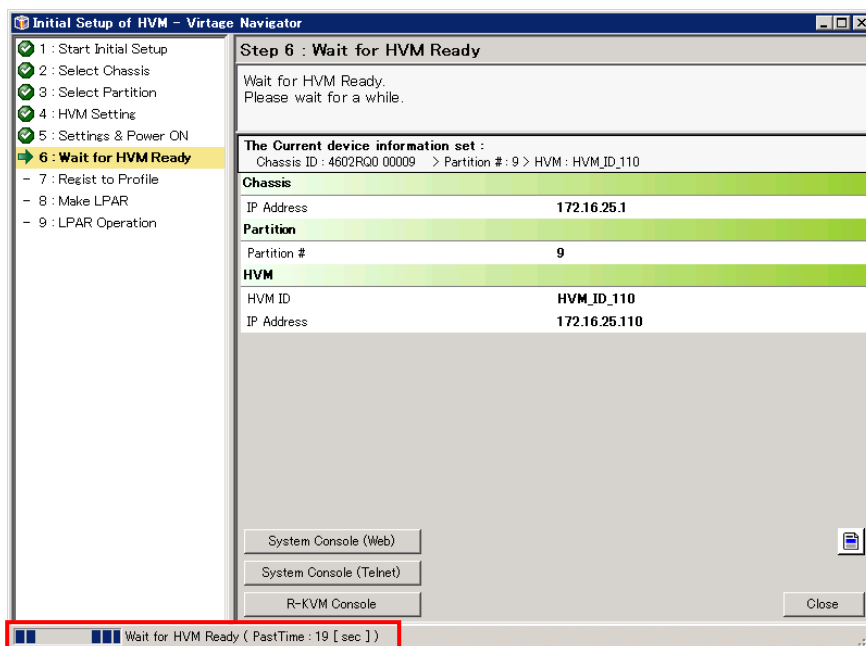 Initial Setup of HVM - Virtage Navigator
1 : Start Initial Setup
2 : Select Chassis
3 : Select Partition
4 : HVM Setting
5 : Settings & Power ON
6 : Wait for HVM Ready
- 7 : Regist to Profile
- 8 : Make LPAR
- 9 : LPAR Operation
Step 6 : Wait for HVM Ready
Wait for HVM Ready.
Please wait for a while.
The Current device information set :
Chassis ID : 4602RQ0 00009 > Partition # : 9 > HVM : HVM_ID_110
Chassis
IP Address 172.16.25.1
Partition
Partition # 9
HVM
HVM ID HVM_ID_110
IP Address 172.16.25.110
System Console (Web)
System Console (Telnet)
R-KVM Console
Close
Wait for HVM Ready ( PastTime : 19 [ sec ] )